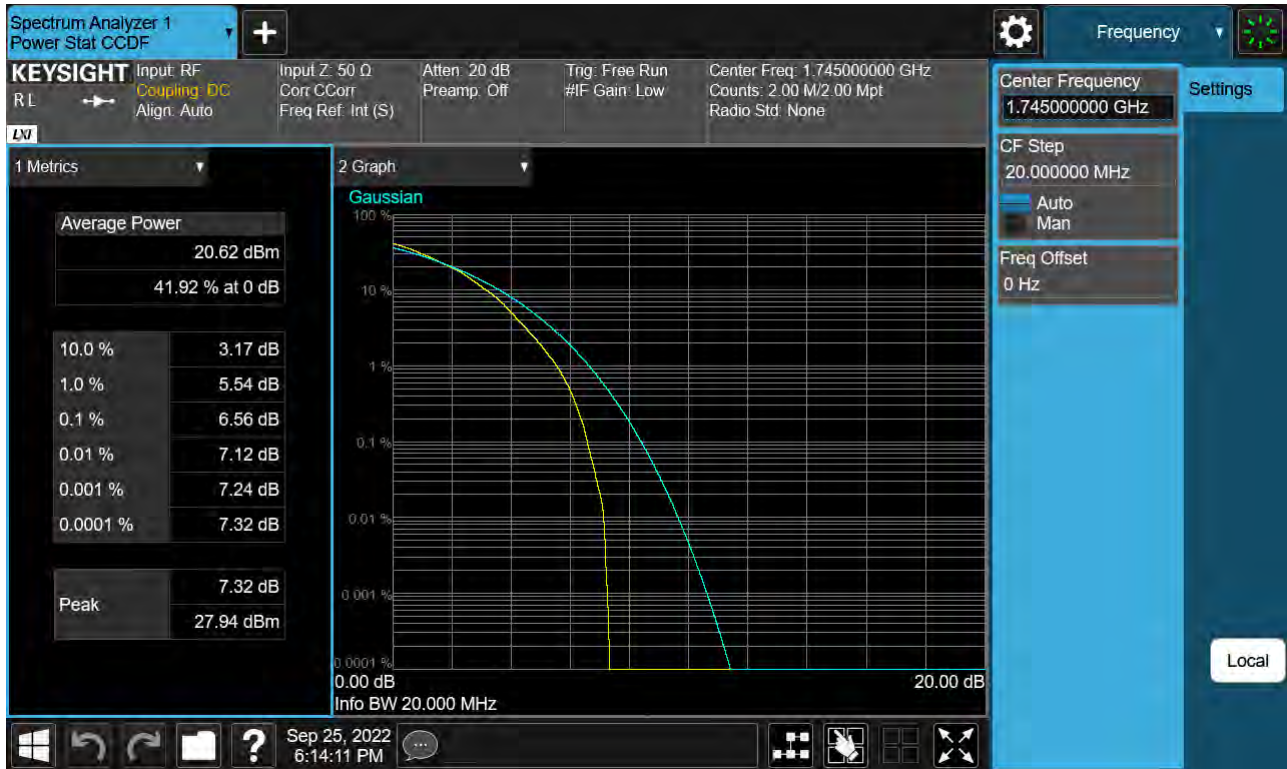 Spectrum Analyzer 1
Power Stat CCDF
Frequency
KEYSIGHT
RL
LXI
Input: RF
Coupling: DC
Align: Auto
Input Z: 50 Ω
Corr CCorr
Freq Ref: Int (S)
Atten: 20 dB
Preamp: Off
Trig: Free Run
#IF Gain: Low
Center Freq: 1.745000000 GHz
Counts: 2.00 M/2.00 Mpt
Radio Std: None
Center Frequency
1.745000000 GHz
Settings
CF Step
20.000000 MHz
Auto
Man
Freq Offset
0 Hz
Local
1 Metrics
Average Power
20.62 dBm
41.92 % at 0 dB
10.0 % 3.17 dB
1.0 % 5.54 dB
0.1 % 6.56 dB
0.01 % 7.12 dB
0.001 % 7.24 dB
0.0001 % 7.32 dB
Peak
7.32 dB
27.94 dBm
2 Graph
Gaussian
100 %
10 %
1 %
0.1 %
0.01 %
0.001 %
0.0001 %
0.00 dB 20.00 dB
Info BW 20.000 MHz
Sep 25, 2022
6:14:11 PM